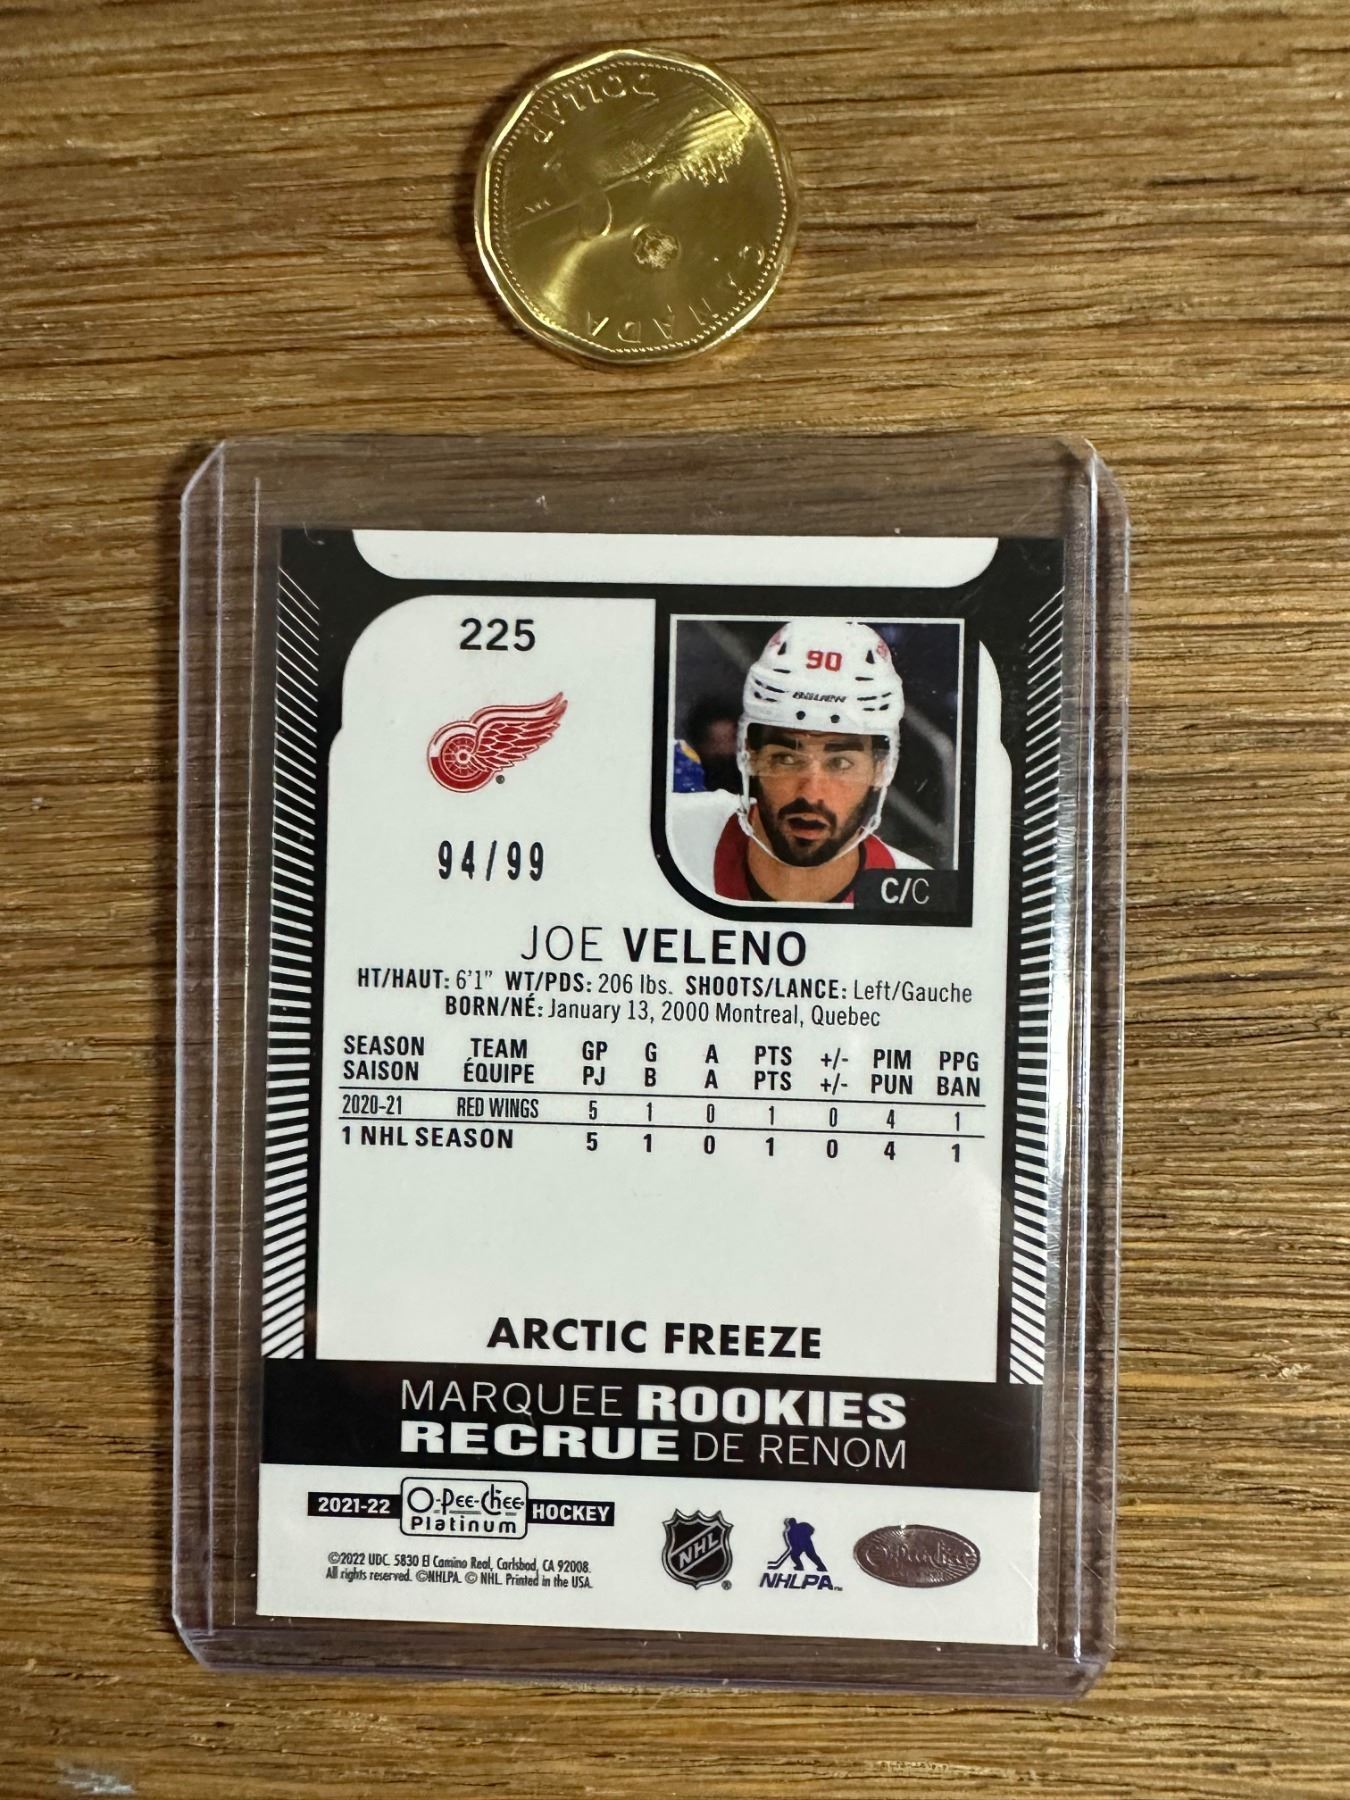 DOLLAR
CANADA
225
90
BAUER
94/99
C/C
JOE VELENO
HT/HAUT: 6'1" WT/PDS: 206 lbs. SHOOTS/LANCE: Left/Gauche
BORN/NÉ: January 13, 2000 Montreal, Quebec
SEASON TEAM GP G A PTS +/- PIM PPG
SAISON ÉQUIPE PJ B A PTS +/- PUN BAN
2020-21 RED WINGS 5 1 0 1 0 4 1
1 NHL SEASON 5 1 0 1 0 4 1
ARCTIC FREEZE
MARQUEE ROOKIES
RECRUE DE RENOM
2021-22 O-Pee-Chee Platinum HOCKEY
©2022 UDC. 5830 El Camino Real, Carlsbad, CA 92008.
All rights reserved. ©NHLPA. © NHL. Printed in the USA.
NHL ®
NHLPA™
O-Pee-Chee